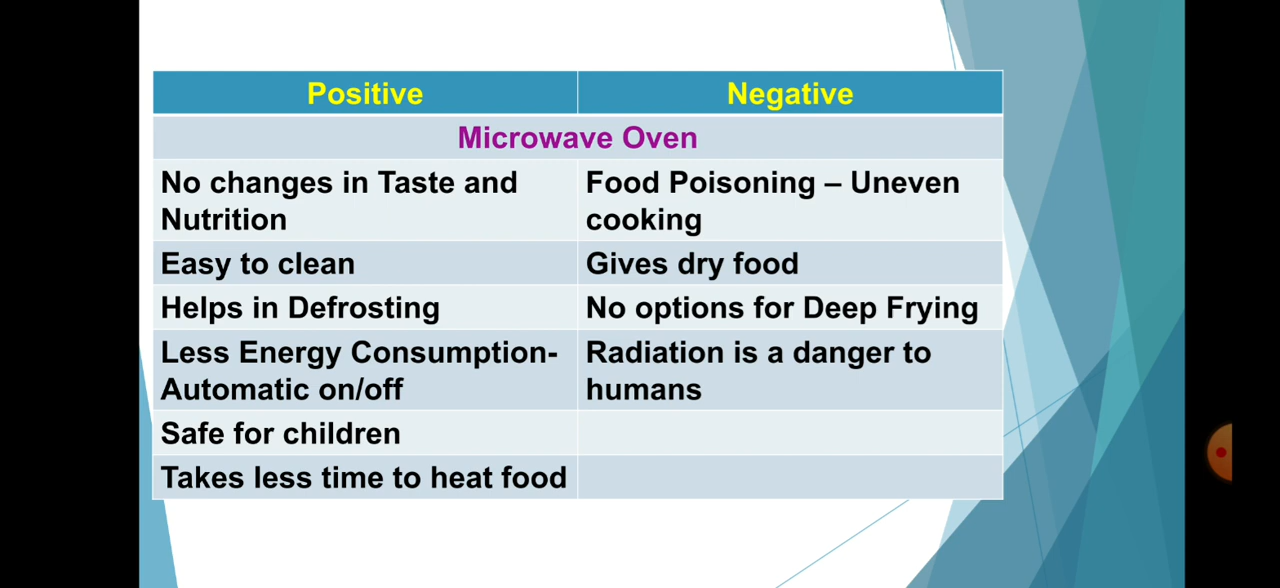 Positive
Negative
Microwave Oven
No changes in Taste and
Nutrition
Food Poisoning – Uneven
cooking
Easy to clean
Gives dry food
Helps in Defrosting
No options for Deep Frying
Less Energy Consumption-
Automatic on/off
Radiation is a danger to
humans
Safe for children
Takes less time to heat food